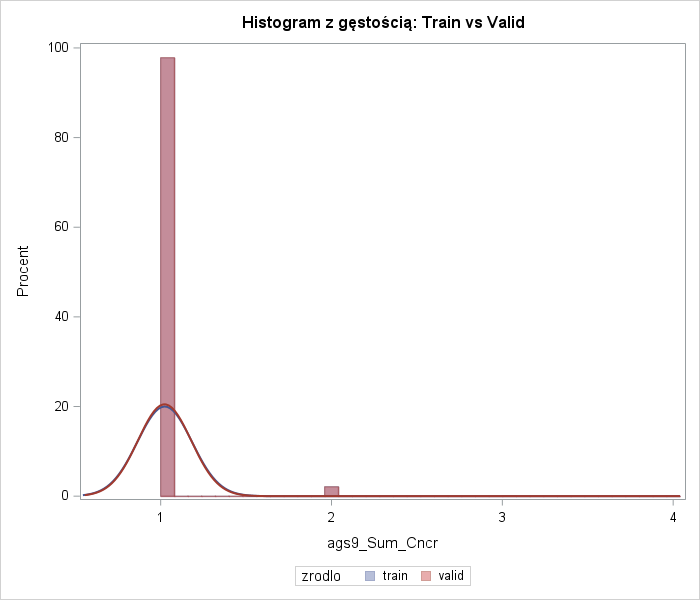 Histogram z gęstością: Train vs Valid
100
80
60
40
20
0
Procent
1 2 3 4
ags9_Sum_Cncr
zrodlo train valid